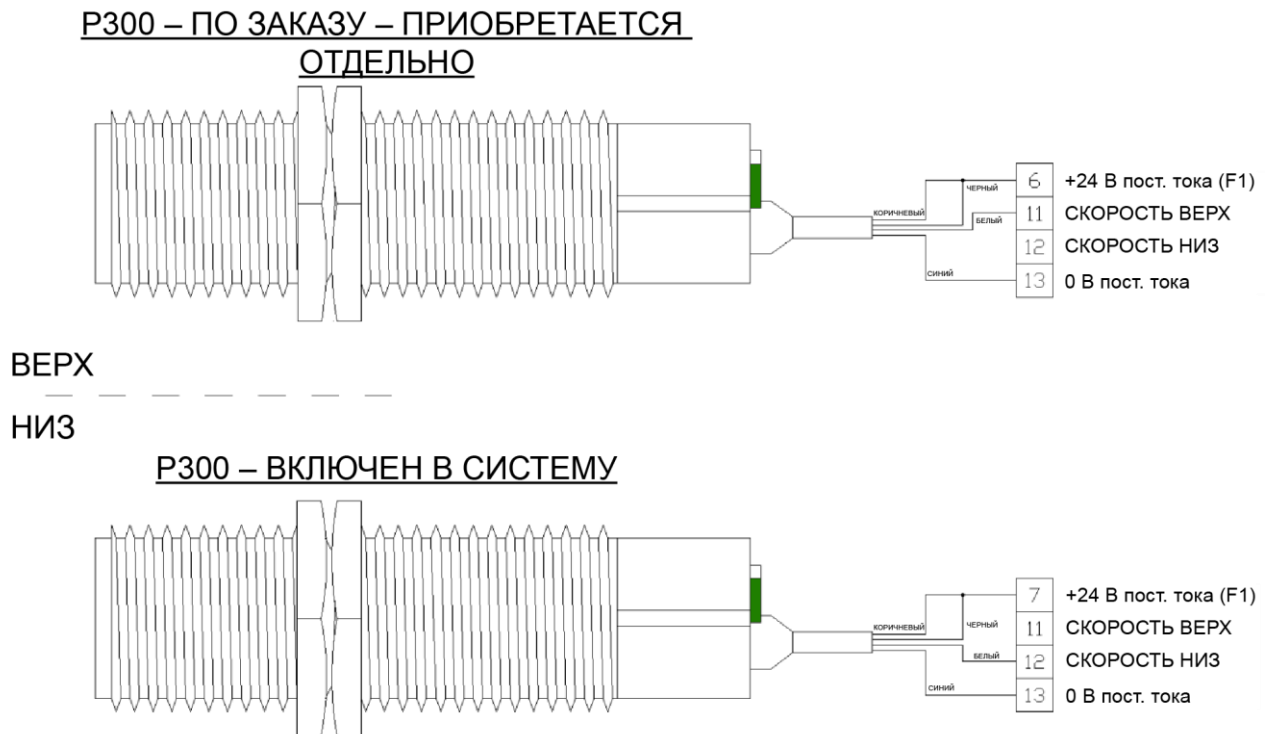 P300 – ПО ЗАКАЗУ – ПРИОБРЕТАЕТСЯ
ОТДЕЛЬНО
КОРИЧНЕВЫЙ
ЧЕРНЫЙ
БЕЛЫЙ
СИНИЙ
6 +24 В пост. тока (F1)
11 СКОРОСТЬ ВЕРХ
12 СКОРОСТЬ НИЗ
13 0 В пост. тока
ВЕРХ
НИЗ
P300 – ВКЛЮЧЕН В СИСТЕМУ
КОРИЧНЕВЫЙ
ЧЕРНЫЙ
БЕЛЫЙ
СИНИЙ
7 +24 В пост. тока (F1)
11 СКОРОСТЬ ВЕРХ
12 СКОРОСТЬ НИЗ
13 0 В пост. тока